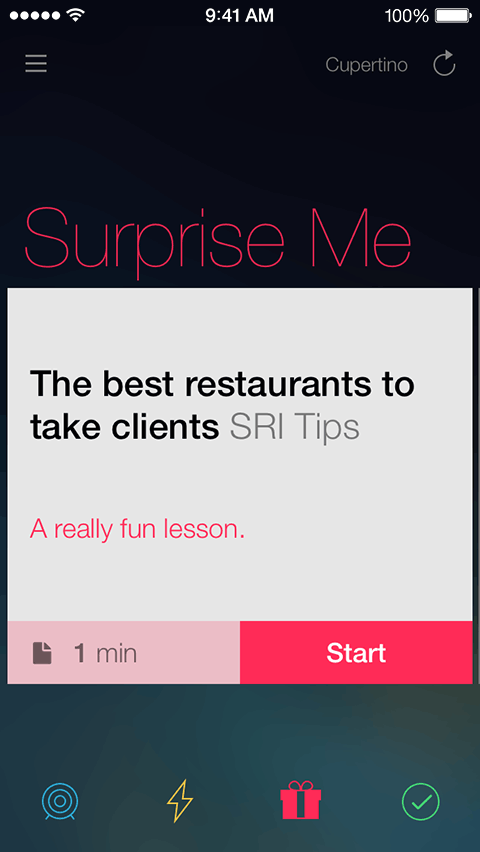 9:41 AM 100%
Cupertino
Surprise Me
The best restaurants to
take clients SRI Tips
A really fun lesson.
1 min Start